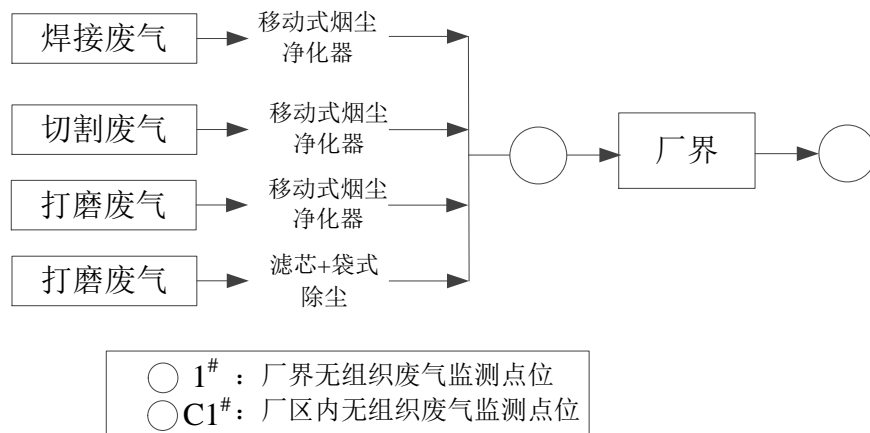 焊接废气
移动式烟尘
净化器
切割废气
移动式烟尘
净化器
厂界
打磨废气
移动式烟尘
净化器
打磨废气
滤芯+袋式
除尘
1#：厂界无组织废气监测点位
C1#：厂区内无组织废气监测点位